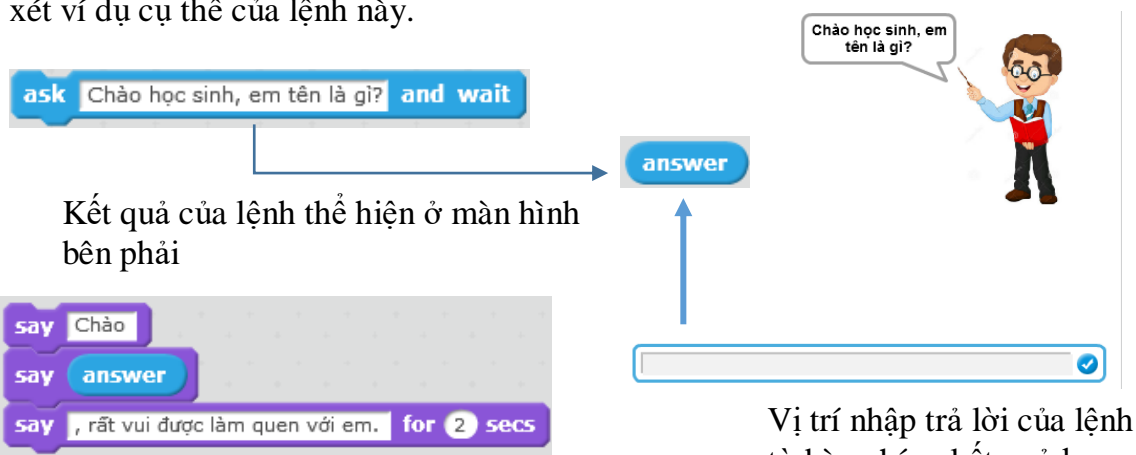 xét ví dụ cụ thể của lệnh này.
Chào học sinh, em
tên là gì?
ask Chào học sinh, em tên là gì? and wait
answer
Kết quả của lệnh thể hiện ở màn hình
bên phải
say Chào
say answer
say , rất vui được làm quen với em. for 2 secs
Vị trí nhập trả lời của lệnh